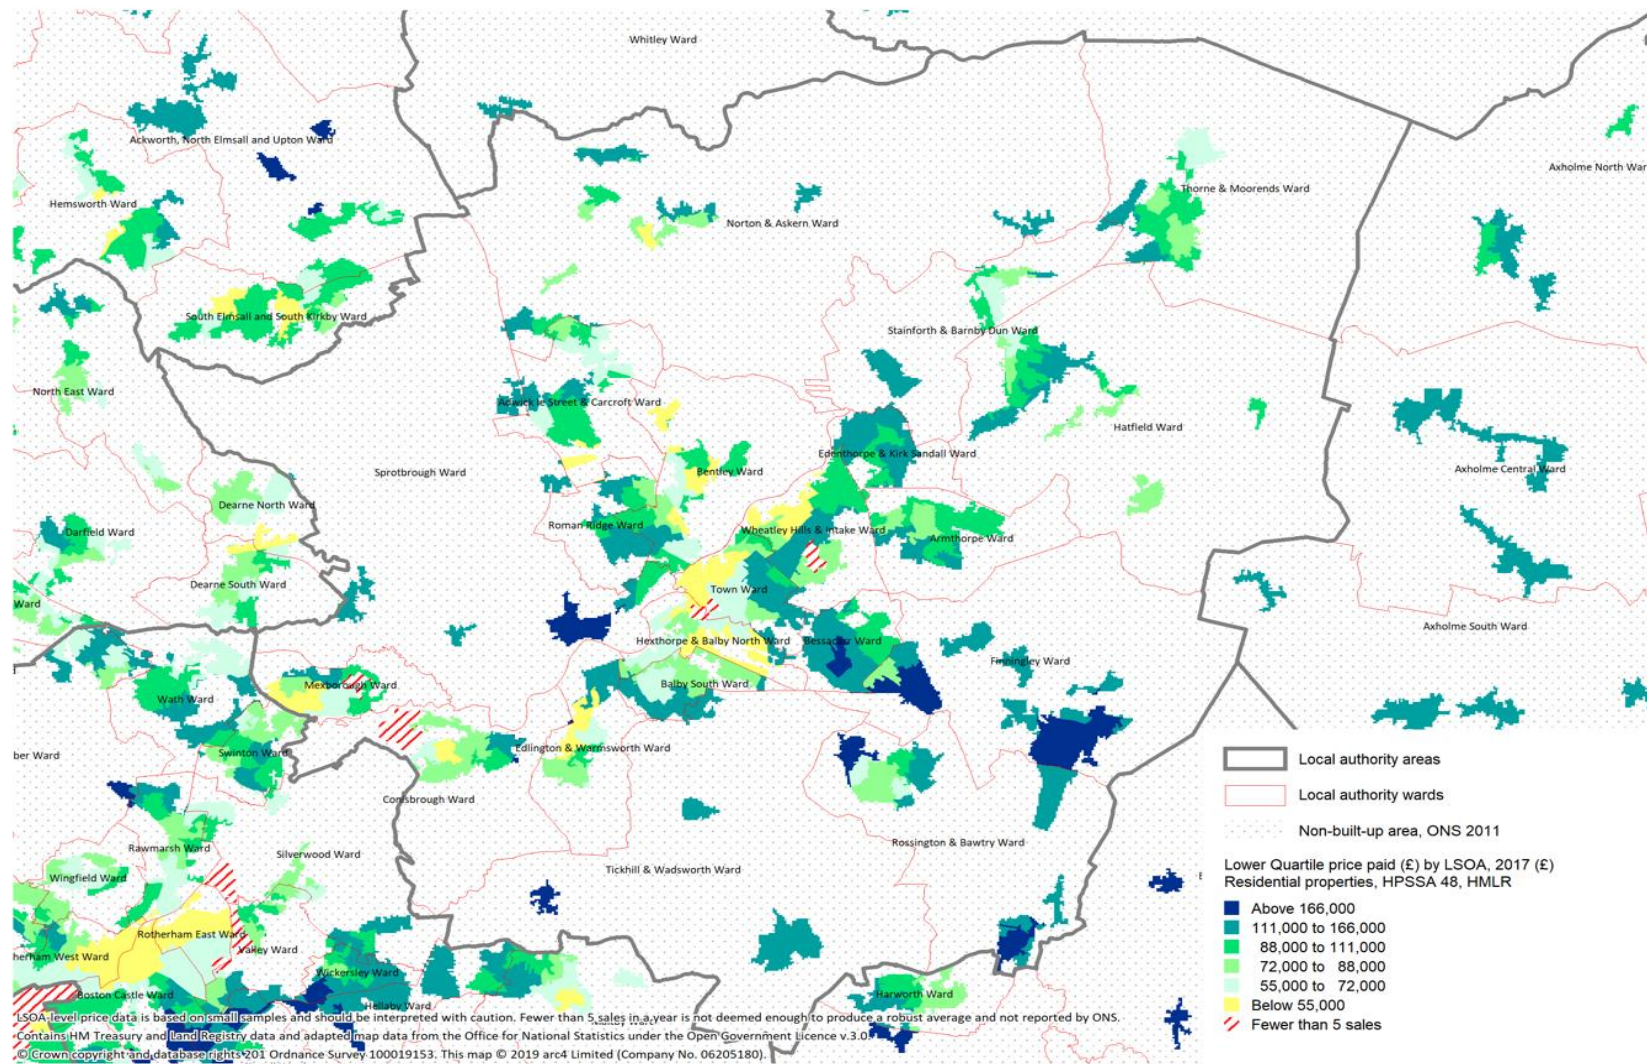 Whitley Ward
Ackworth, North Elmsall and Upton Ward
Axholme North War
Thorne & Moorends Ward
Hemsworth Ward
Norton & Askern Ward
South Elmsall and South Kirkby Ward
Stainforth & Barnby Dun Ward
North East Ward
Adwick le Street & Carcroft Ward
Hatfield Ward
Edenthorpe & Kirk Sandall Ward
Sprotbrough Ward
Bentley Ward
Axholme Central Ward
Dearne North Ward
Roman Ridge Ward
Wheatley Hills & Intake Ward
Darfield Ward
Armthorpe Ward
Dearne South Ward
Town Ward
Ward
Axholme South Ward
Hexthorpe & Balby North Ward
Bessacarr Ward
Finningley Ward
Mexborough Ward
Balby South Ward
Wath Ward
Edlington & Warmsworth Ward
Swinton Ward
ber Ward
Conisbrough Ward
Rossington & Bawtry Ward
Rawmarsh Ward
Silverwood Ward
Tickhill & Wadsworth Ward
Wingfield Ward
Rotherham East Ward
Valley Ward
herham West Ward
Wickersley Ward
Boston Castle Ward
Hellaby Ward
Harworth Ward
Local authority areas
Local authority wards
Non-built-up area, ONS 2011
Lower Quartile price paid (£) by LSOA, 2017 (£)
Residential properties, HPSSA 48, HMLR
Above 166,000
111,000 to 166,000
88,000 to 111,000
72,000 to 88,000
55,000 to 72,000
Below 55,000
Fewer than 5 sales
LSOA-level price data is based on small samples and should be interpreted with caution. Fewer than 5 sales in a year is not deemed enough to produce a robust average and not reported by ONS.
Contains HM Treasury and Land Registry data and adapted map data from the Office for National Statistics under the Open Government Licence v.3.0.
© Crown copyright and database rights 201 Ordnance Survey 100019153. This map © 2019 arc4 Limited (Company No. 06205180).